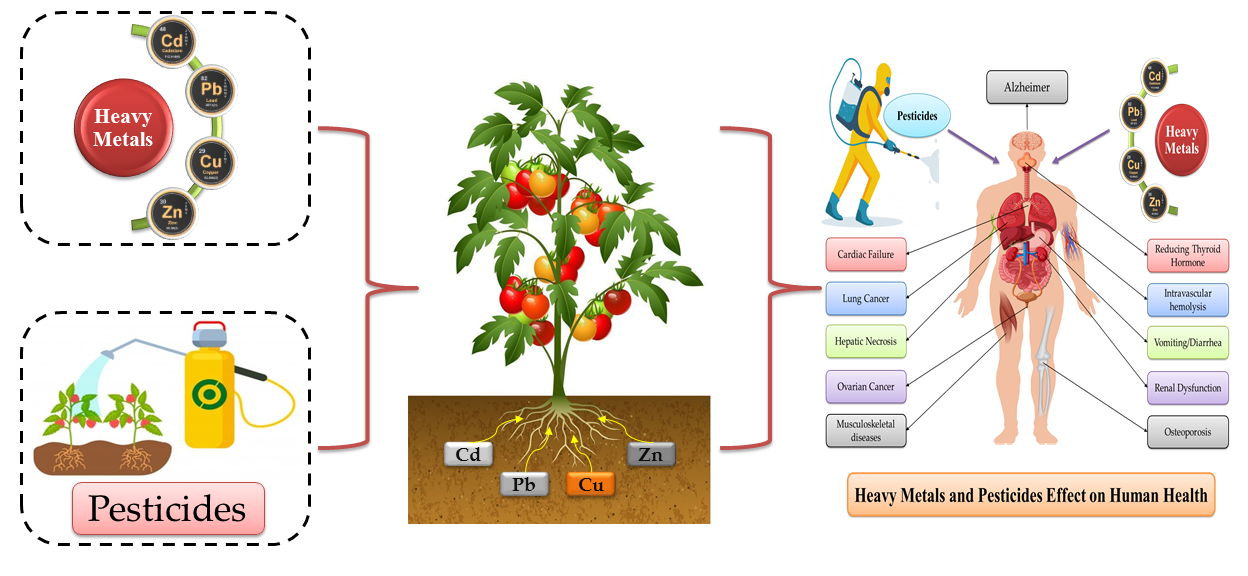 48
Cd
Cadmium
82
Pb
Lead
Heavy
Metals
29
Cu
Copper
30
Zn
Zinc
Pesticides
Cd
Zn
Pb
Cu
Alzheimer
Pesticides
Cd
Pb
Heavy
Metals
Cu
Zn
Cardiac Failure
Lung Cancer
Hepatic Necrosis
Ovarian Cancer
Musculoskeletal
diseases
Reducing Thyroid
Hormone
Intravascular
hemolysis
Vomiting/Diarrhea
Renal Dysfunction
Osteoporosis
Heavy Metals and Pesticides Effect on Human Health